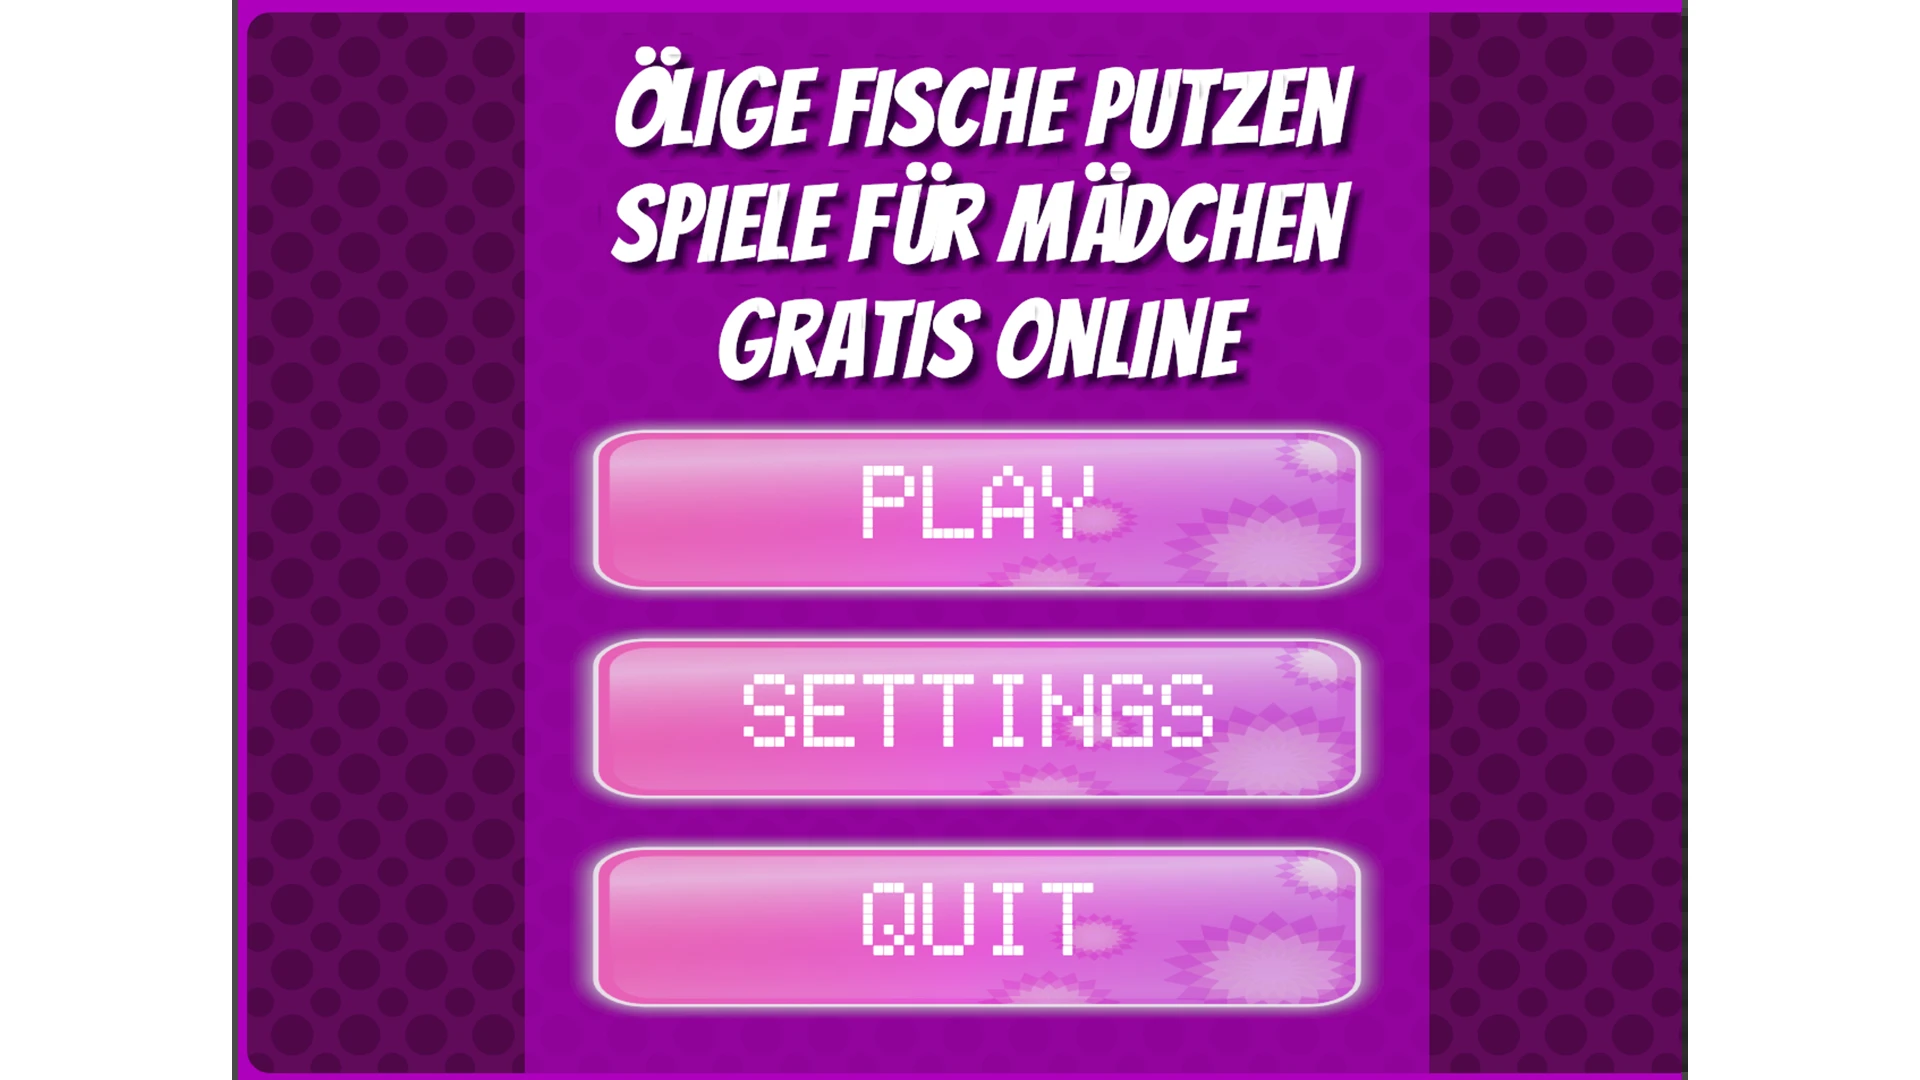 ÖLIGE FISCHE PUTZEN
SPIELE FÜR MÄDCHEN
GRATIS ONLINE
PLAY
SETTINGS
QUIT